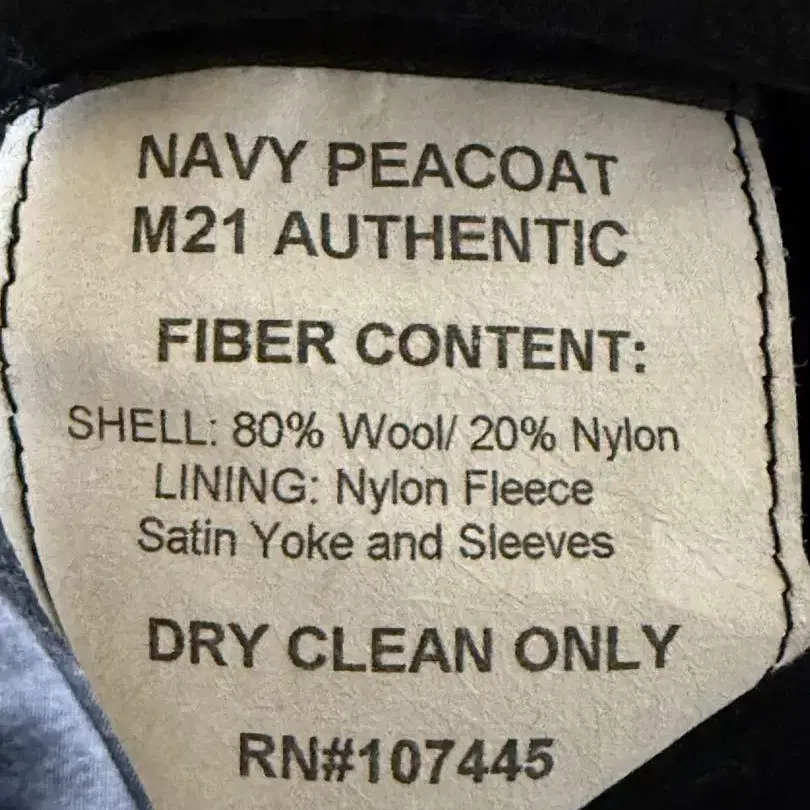 NAVY PEACOAT
M21 AUTHENTIC
FIBER CONTENT:
SHELL: 80% Wool/ 20% Nylon
LINING: Nylon Fleece
Satin Yoke and Sleeves
DRY CLEAN ONLY
RN#107445